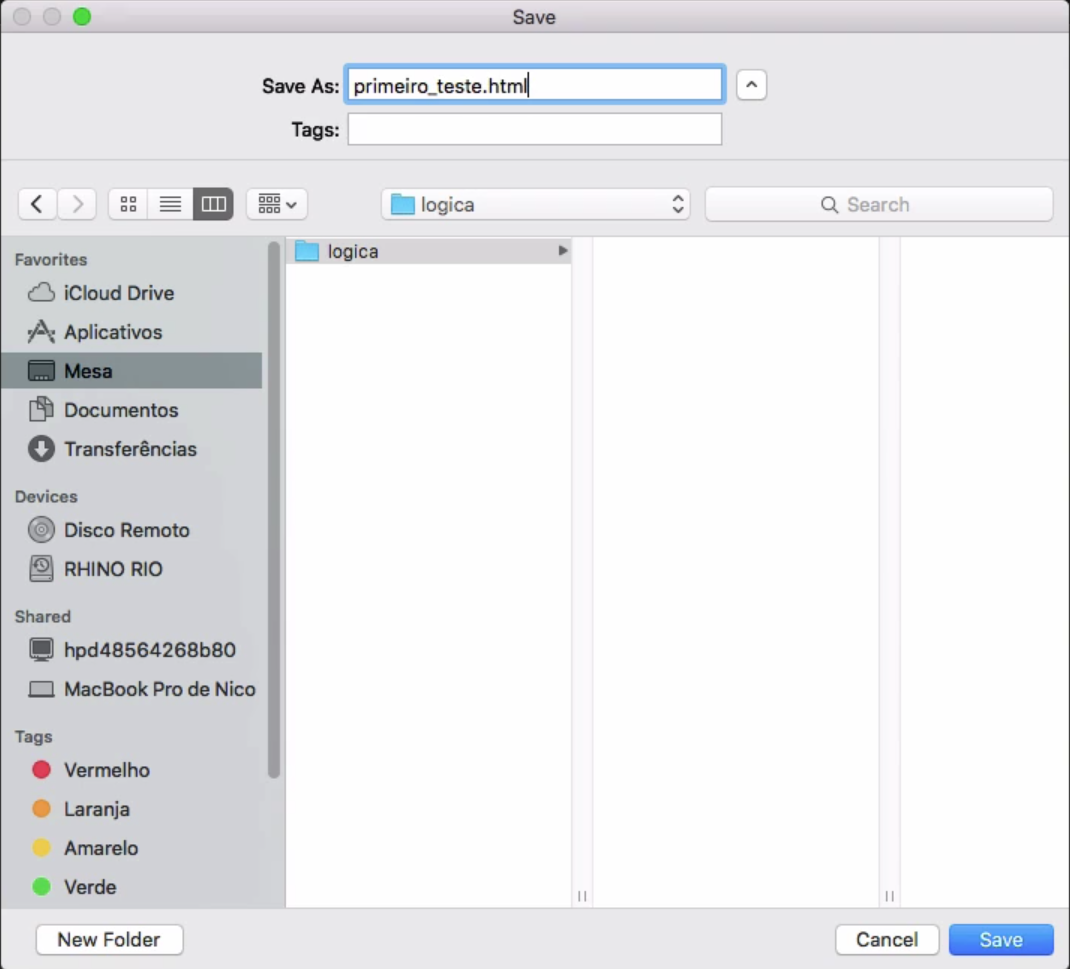 Save
Save As: primeiro_teste.html
Tags:
logica
Search
Favorites
iCloud Drive
Aplicativos
Mesa
Documentos
Transferências
Devices
Disco Remoto
RHINO RIO
Shared
hpd48564268b80
MacBook Pro de Nico
Tags
Vermelho
Laranja
Amarelo
Verde
logica
New Folder
Cancel
Save